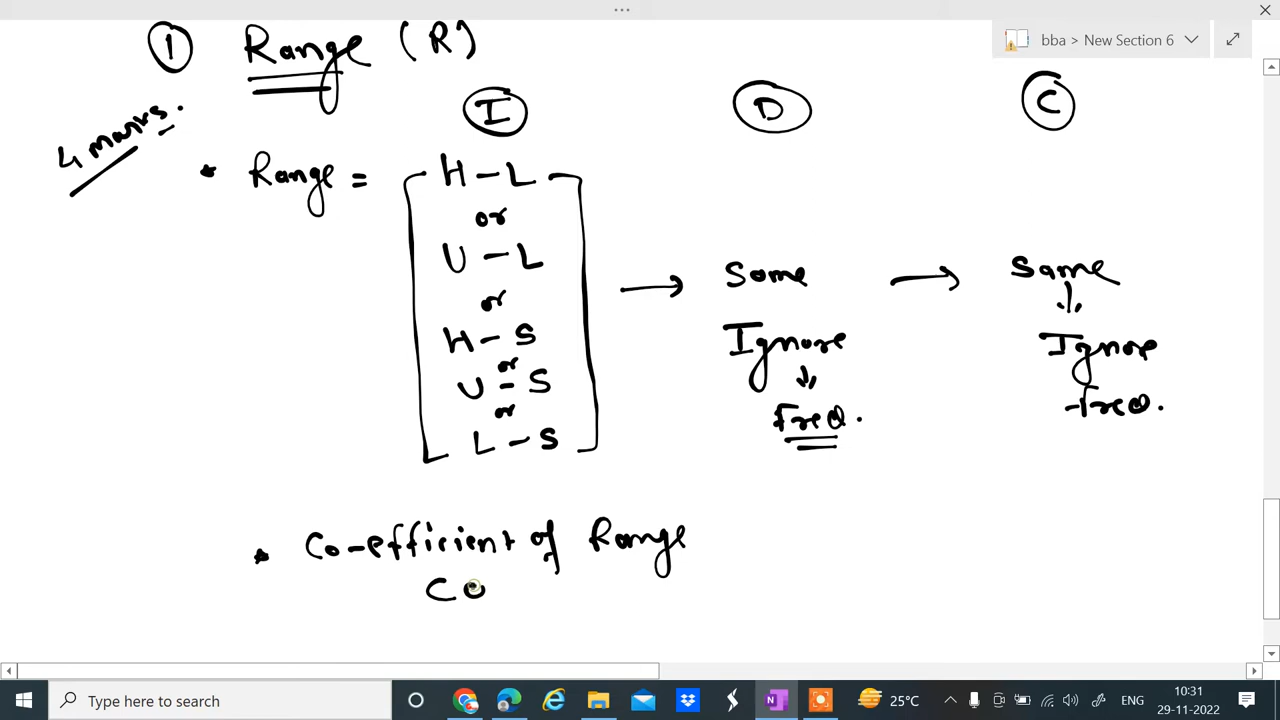 ...
bba > New Section 6
① Range (R)
4 marks.
Ⓘ Ⓓ Ⓒ
* Range = H - L
or
U - L
or
H - S
or
U - S
or
L - S
→ Same → Same
Ignore
Freq.
Ignore
Freq.
* Co-efficient of Range
CO
Type here to search
25°C
ENG
10:31
29-11-2022